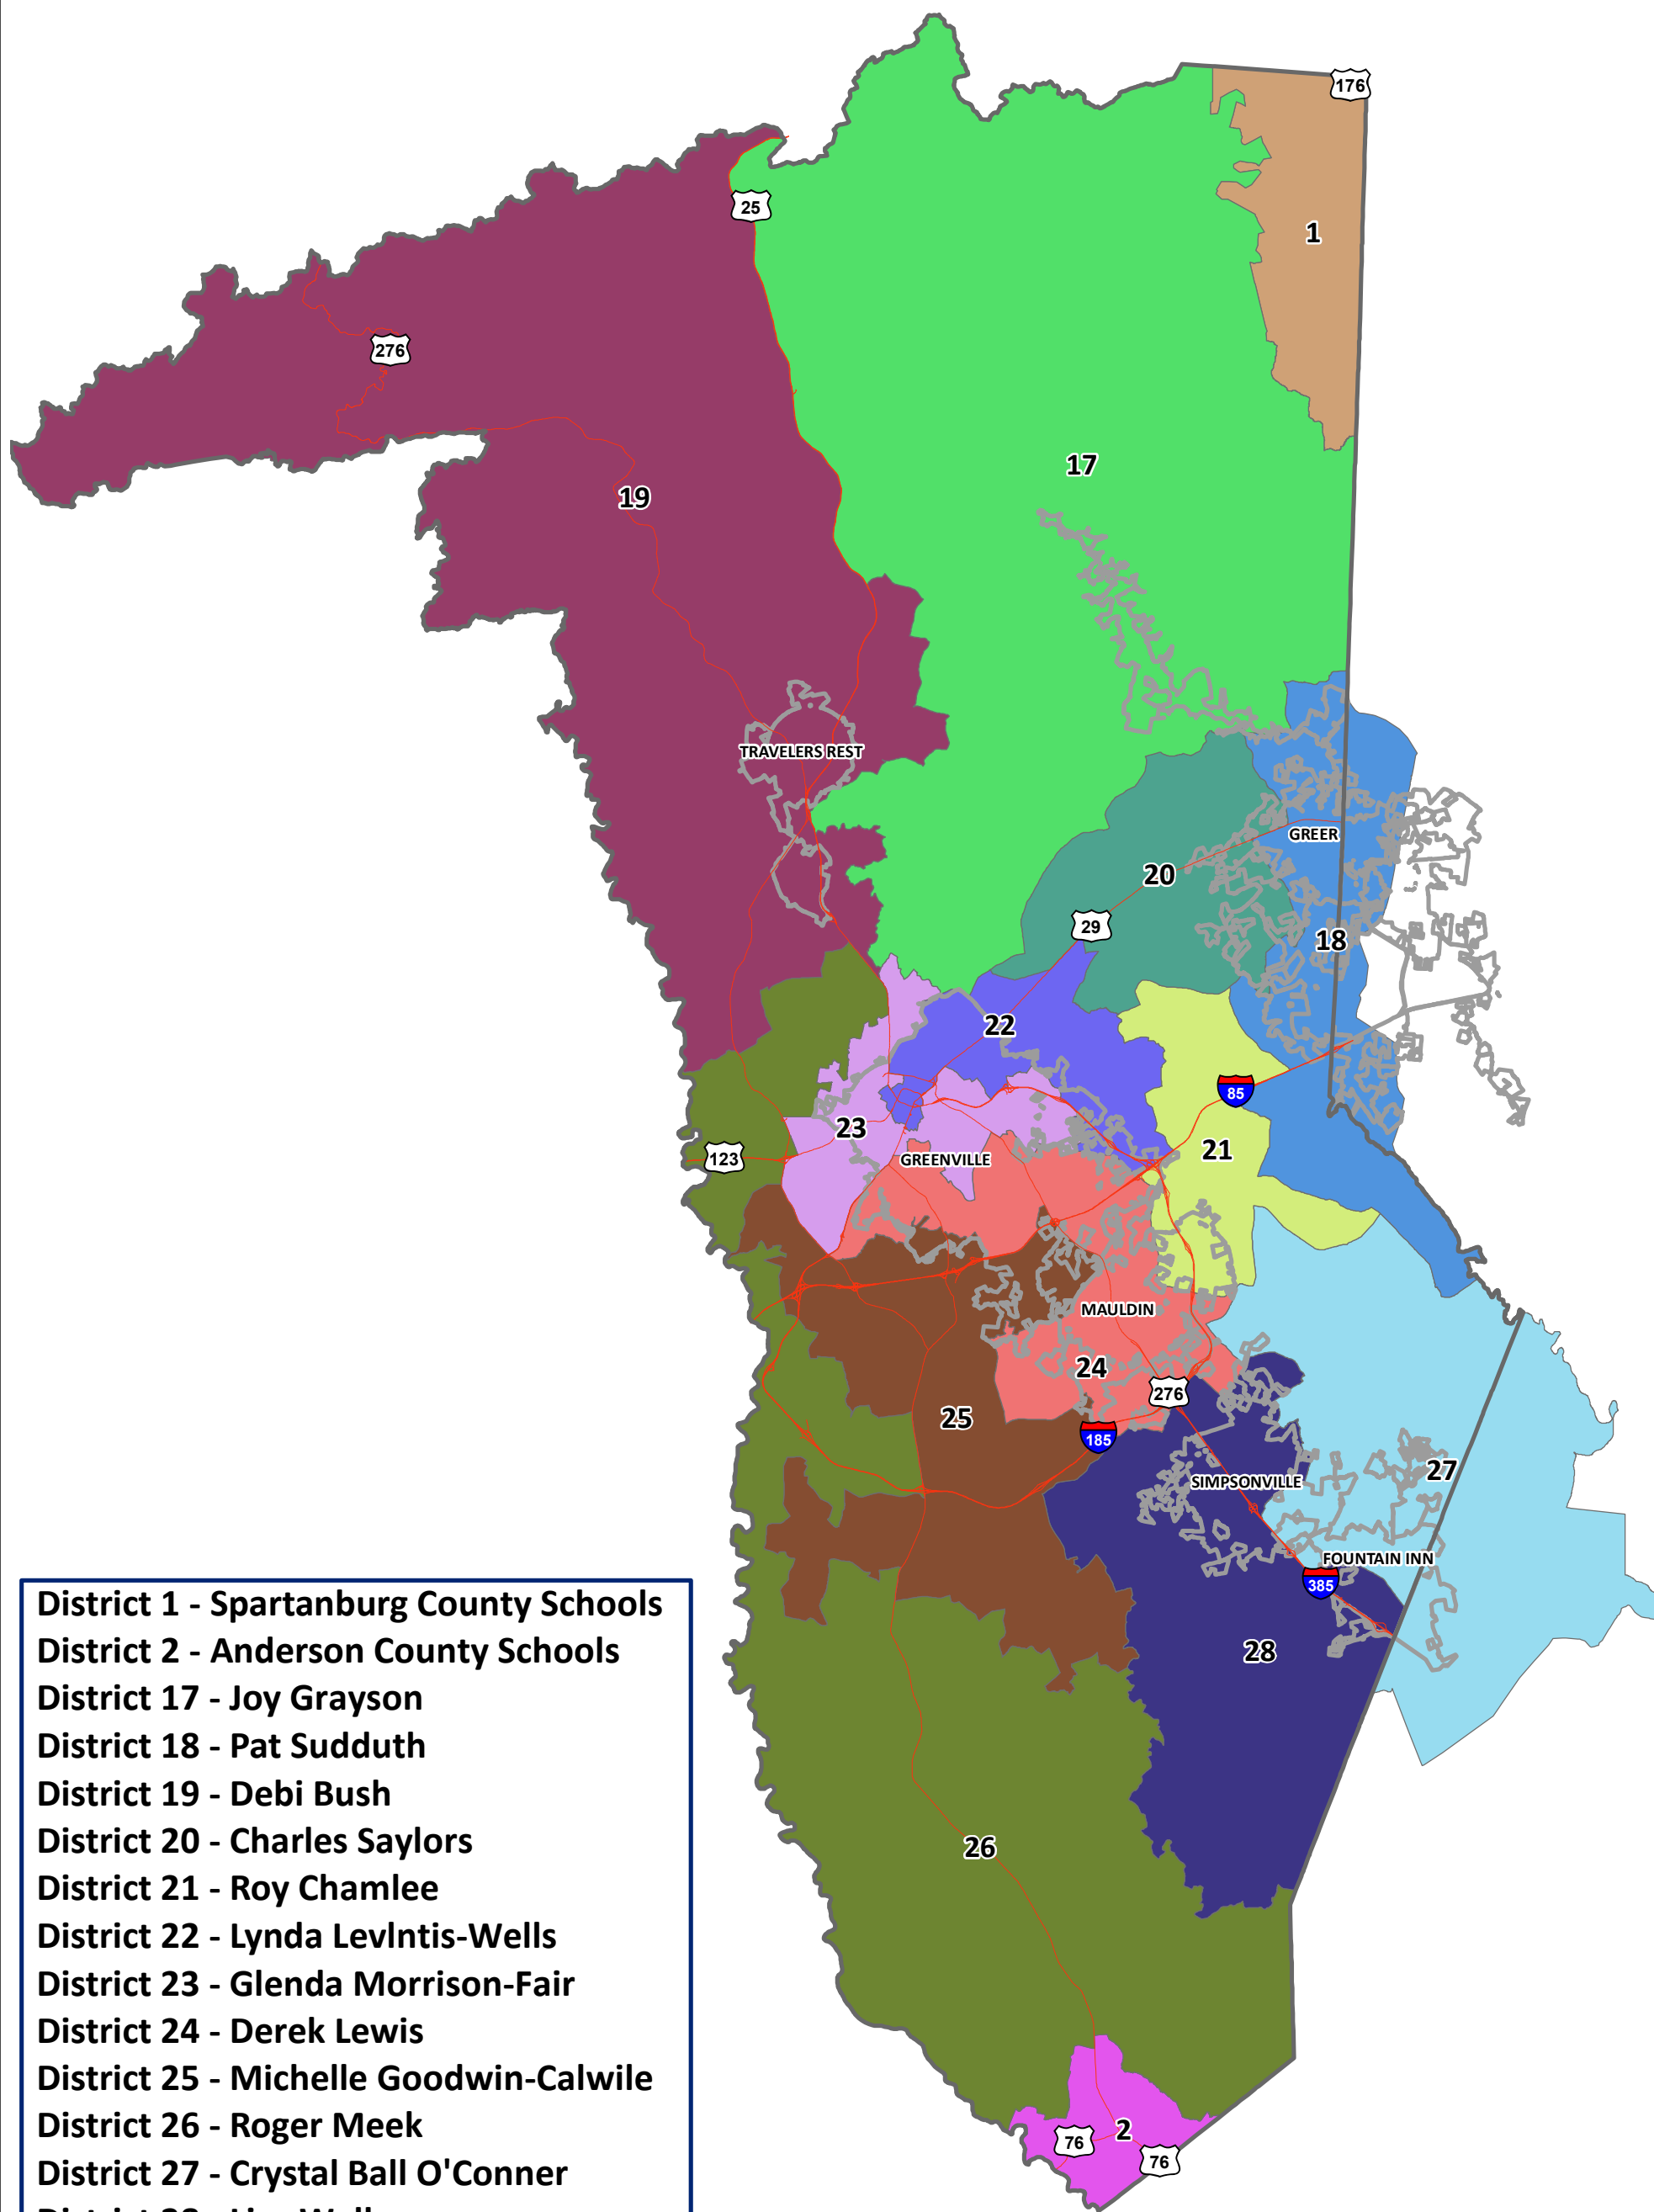 176
25
1
276
17
19
TRAVELERS REST
GREER
20
29
18
22
85
23
21
123
GREENVILLE
MAULDIN
24
276
25
185
27
SIMPSONVILLE
FOUNTAIN INN
385
28
26
2
76
76
District 1 - Spartanburg County Schools
District 2 - Anderson County Schools
District 17 - Joy Grayson
District 18 - Pat Sudduth
District 19 - Debi Bush
District 20 - Charles Saylors
District 21 - Roy Chamlee
District 22 - Lynda Levlntis-Wells
District 23 - Glenda Morrison-Fair
District 24 - Derek Lewis
District 25 - Michelle Goodwin-Calwile
District 26 - Roger Meek
District 27 - Crystal Ball O'Conner
District 28